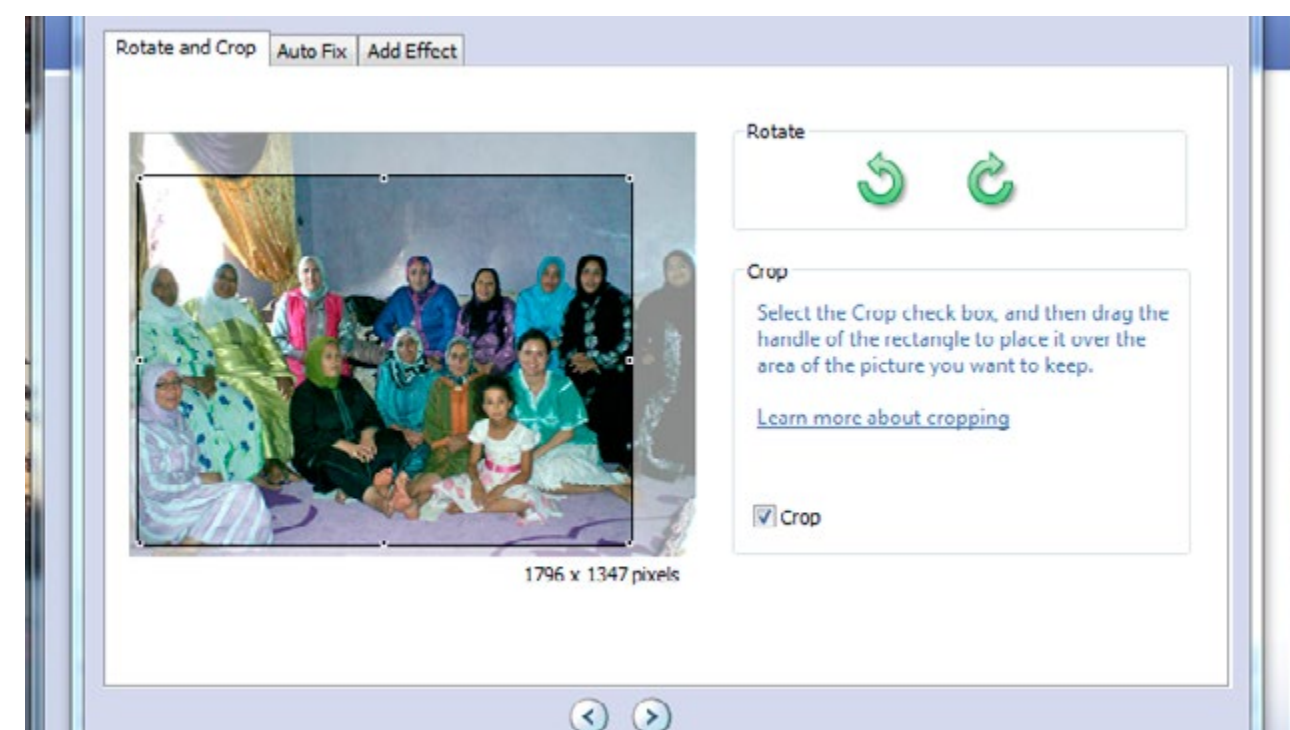 Rotate and Crop
Auto Fix
Add Effect
Rotate
Crop
Select the Crop check box, and then drag the
handle of the rectangle to place it over the
area of the picture you want to keep.
Learn more about cropping
Crop
1796 x 1347 pixels